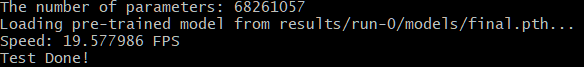 The number of parameters: 68261057
Loading pre-trained model from results/run-0/models/final.pth...
Speed: 19.577986 FPS
Test Done!